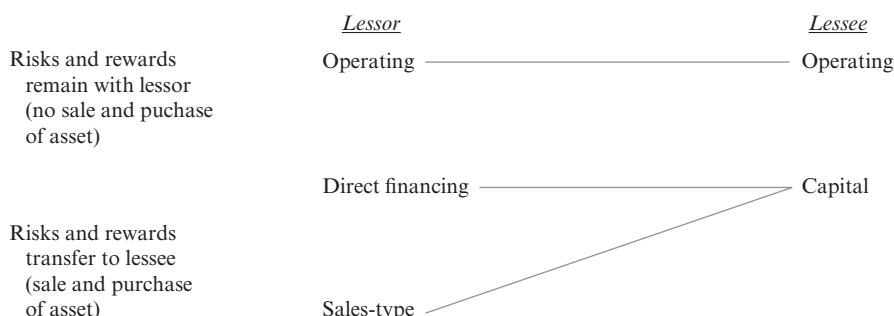 Lessor Lessee
Risks and rewards Operating Operating
remain with lessor
(no sale and puchase
of asset)
Direct financing Capital
Risks and rewards
transfer to lessee
(sale and purchase
of asset) Sales-type